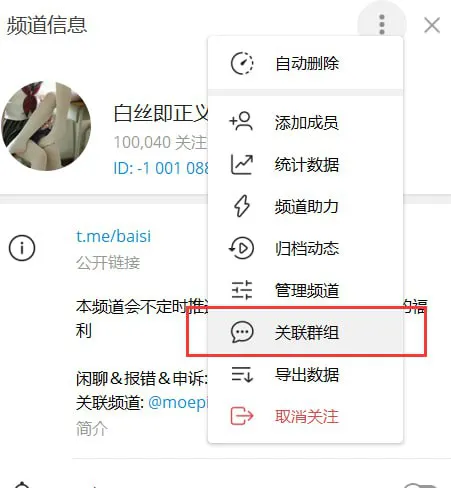 频道信息
自动删除
白丝即正义
添加成员
100,040 关注
统计数据
ID: -1 001 088
频道助力
t.me/baisi
归档动态
公开链接
管理频道
本频道会不定时推
的福
利
关联群组
闲聊&报错&申诉:
导出数据
关联频道: @moepi
简介
取消关注